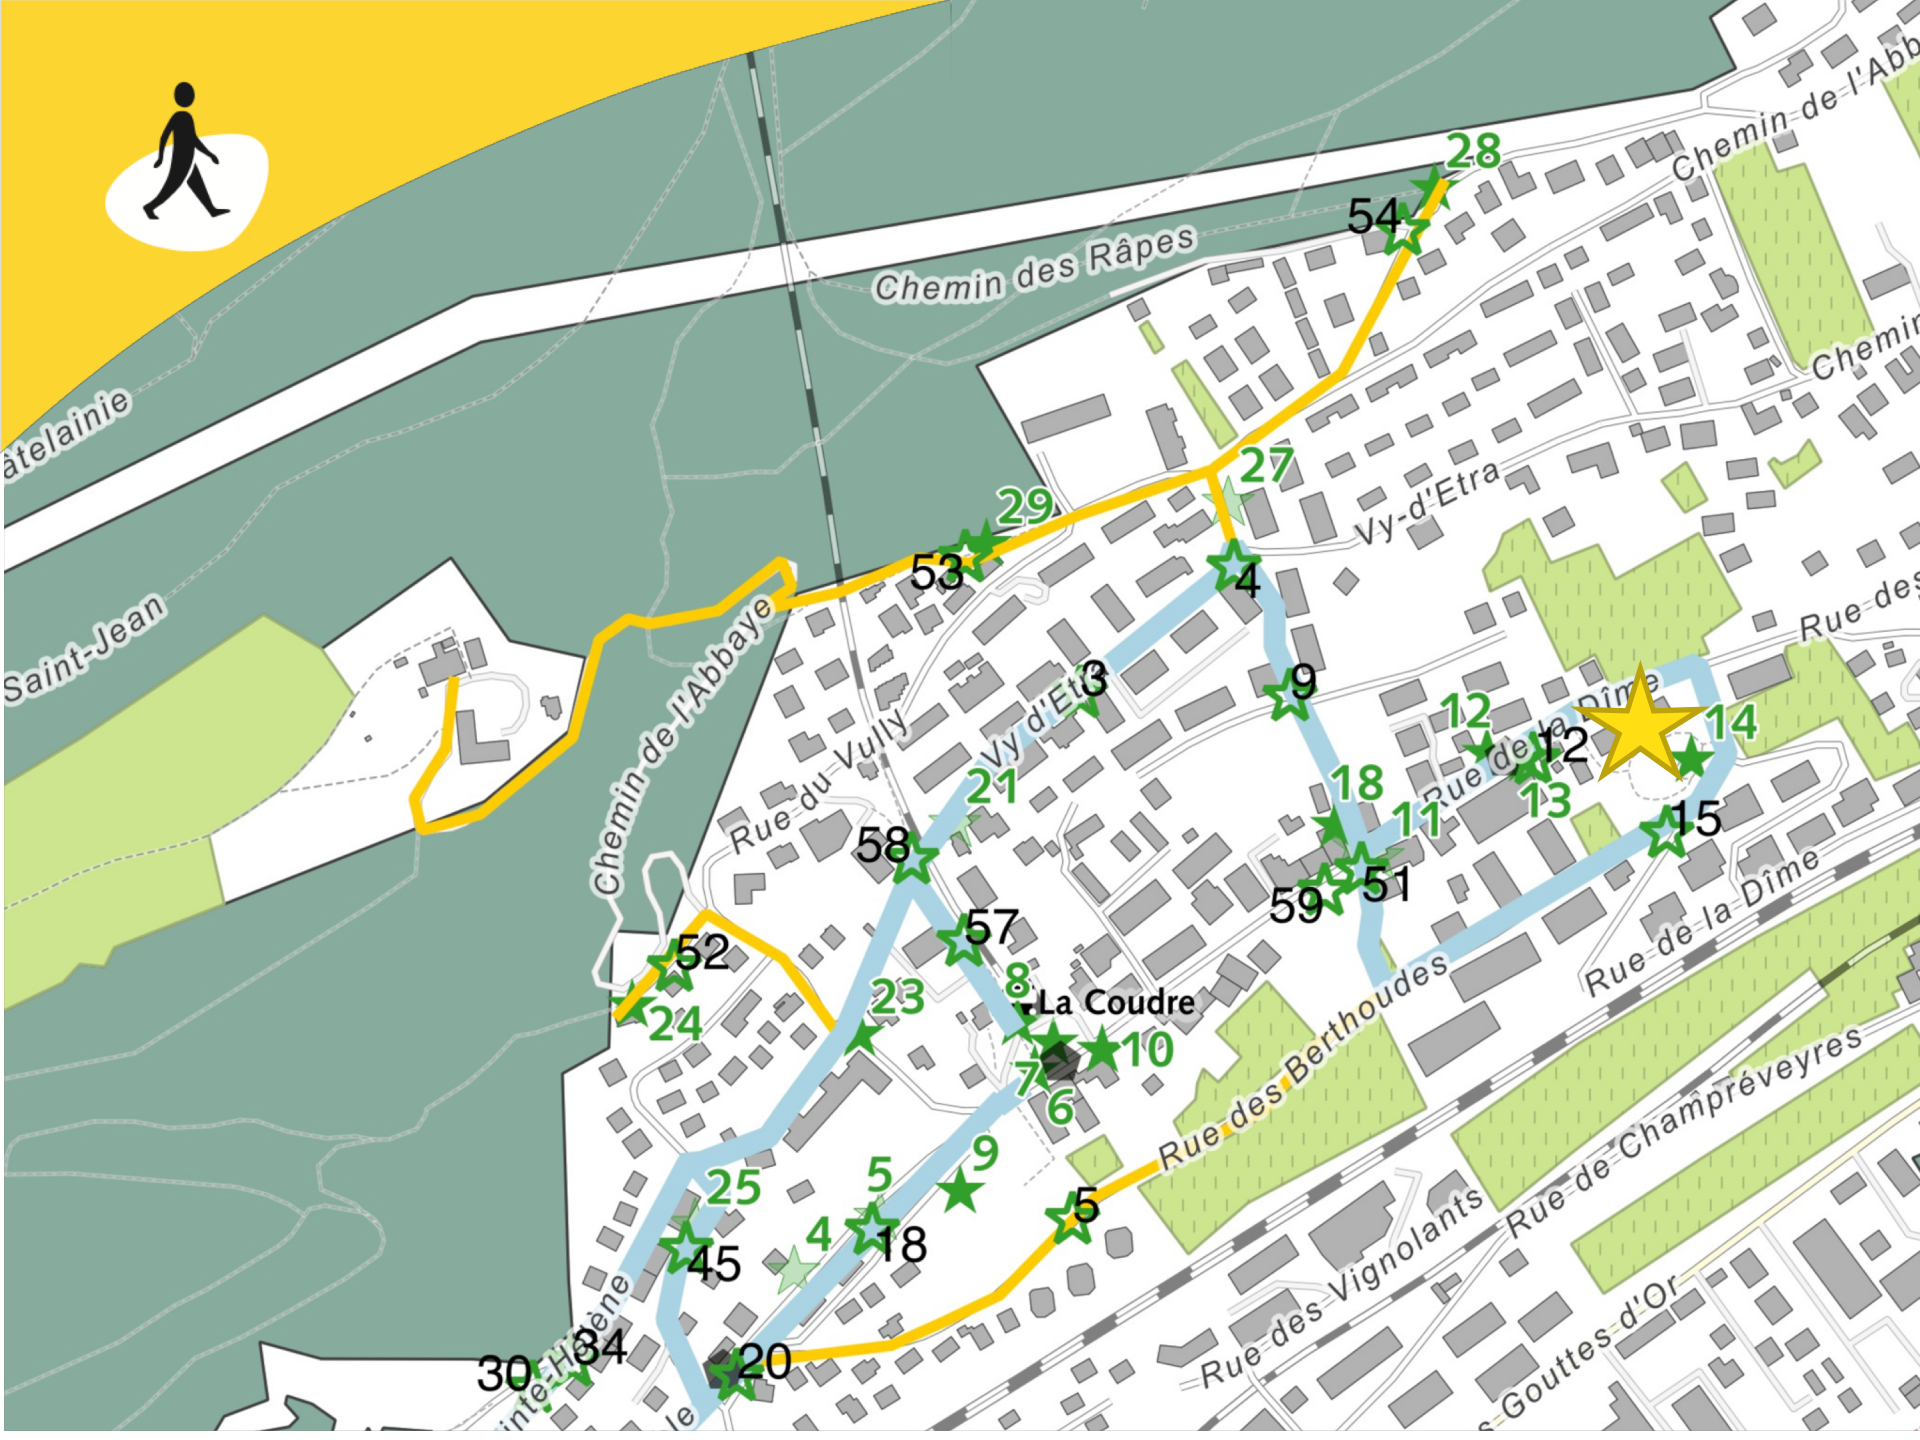 28
Chemin de l'Abb
54
Chemin des Râpes
Chemin
âtelainie
27
Vy-d'Etra
29
53
4
Rue des
Saint-Jean
Chemin-de-l'Abbaye
3
9
Vy d'Etra
Rue de la Dîme
12
12
14
Rue du Vully
21
18
11
13
15
58
51
59
Rue de la Dîme
57
52
8
La Coudre
23
24
10
7
6
Rue des Berthoudes
Rue de Champréveyres
9
25
5
5
18
4
45
Rue des Vignolants
34
30
20
inte-Hélène
le
s Gouttes d'Or